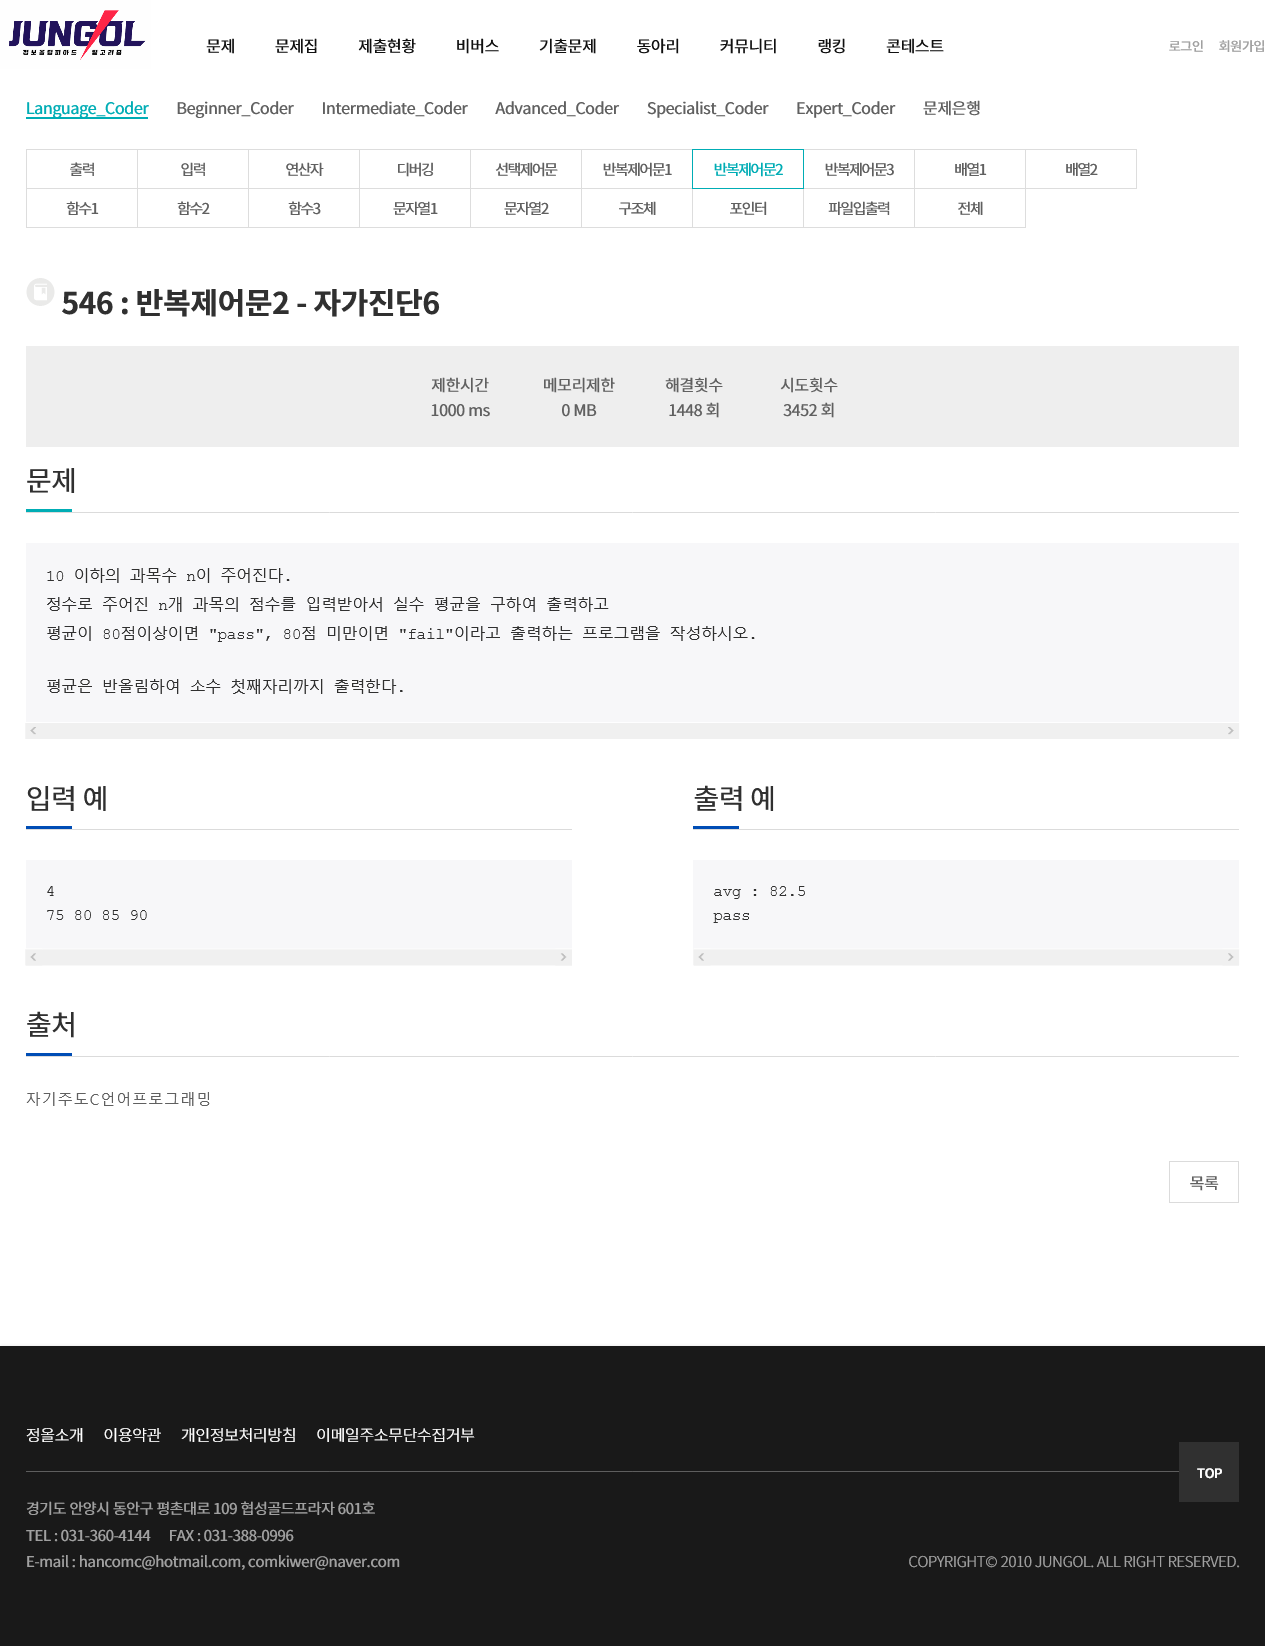 JUNGOL
정보올림피아드 알고리즘
문제 문제집 제출현황 비버스 기출문제 동아리 커뮤니티 랭킹 콘테스트 로그인 회원가입
Language_Coder Beginner_Coder Intermediate_Coder Advanced_Coder Specialist_Coder Expert_Coder 문제은행
출력 입력 연산자 디버깅 선택제어문 반복제어문1 반복제어문2 반복제어문3 배열1 배열2
함수1 함수2 함수3 문자열1 문자열2 구조체 포인터 파일입출력 전체
546 : 반복제어문2 - 자가진단6
제한시간 메모리제한 해결횟수 시도횟수
1000 ms 0 MB 1448 회 3452 회
문제
10 이하의 과목수 n이 주어진다.
정수로 주어진 n개 과목의 점수를 입력받아서 실수 평균을 구하여 출력하고
평균이 80점이상이면 "pass", 80점 미만이면 "fail"이라고 출력하는 프로그램을 작성하시오.
평균은 반올림하여 소수 첫째자리까지 출력한다.
입력 예
4
75 80 85 90
출력 예
avg : 82.5
pass
출처
자기주도C언어프로그래밍
목록
정올소개 이용약관 개인정보처리방침 이메일주소무단수집거부
TOP
경기도 안양시 동안구 평촌대로 109 협성골드프라자 601호
TEL : 031-360-4144 FAX : 031-388-0996
E-mail : hancomc@hotmail.com, comkiwer@naver.com
COPYRIGHT© 2010 JUNGOL. ALL RIGHT RESERVED.